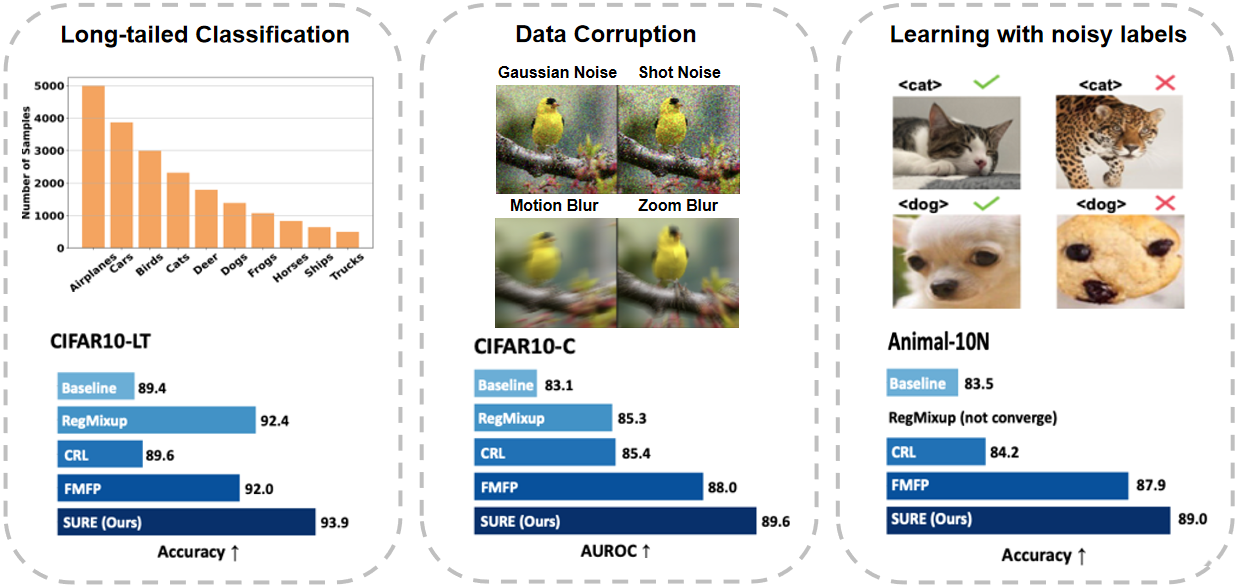 Long-tailed Classification
Number of Samples
5000
4000
3000
2000
1000
0
Airplanes
Cars
Birds
Cats
Deer
Dogs
Frogs
Horses
Ships
Trucks
CIFAR10-LT
Baseline 89.4
RegMixup 92.4
CRL 89.6
FMFP 92.0
SURE (Ours) 93.9
Accuracy ↑
Data Corruption
Gaussian Noise Shot Noise
Motion Blur Zoom Blur
CIFAR10-C
Baseline 83.1
RegMixup 85.3
CRL 85.4
FMFP 88.0
SURE (Ours) 89.6
AUROC ↑
Learning with noisy labels
<cat> ✓ <cat> ✗
<dog> ✓ <dog> ✗
Animal-10N
Baseline 83.5
RegMixup (not converge)
CRL 84.2
FMFP 87.9
SURE (Ours) 89.0
Accuracy ↑